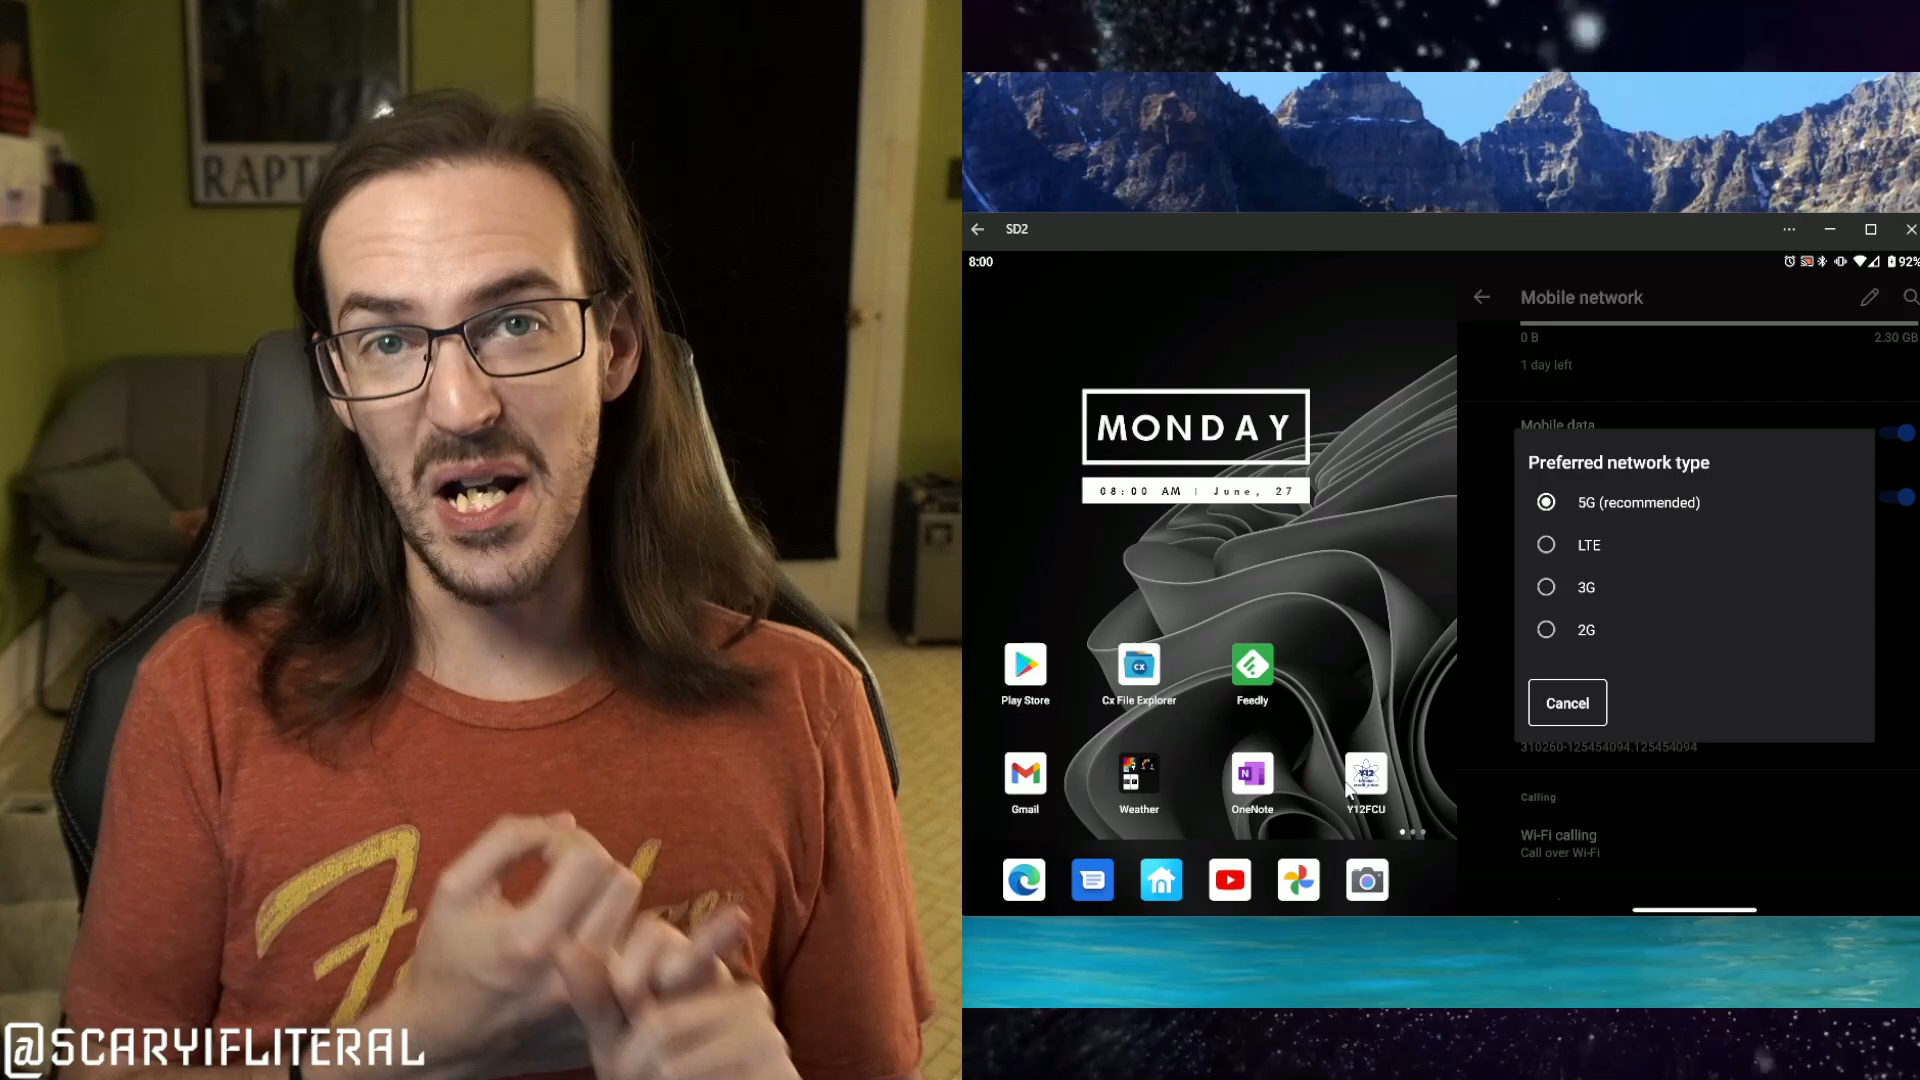 RAPT
@SCARYIFLITERAL
SD2
8:00
92%
Mobile network
0 B
2.30 GB
1 day left
Mobile data
MONDAY
08:00 AM | June, 27
Preferred network type
5G (recommended)
LTE
3G
2G
Cancel
310260-125454094.125454094
Calling
Wi-Fi calling
Call over Wi-Fi
Play Store
Cx File Explorer
Feedly
CX
Gmail
Weather
OneNote
Y12FCU
N
Y12